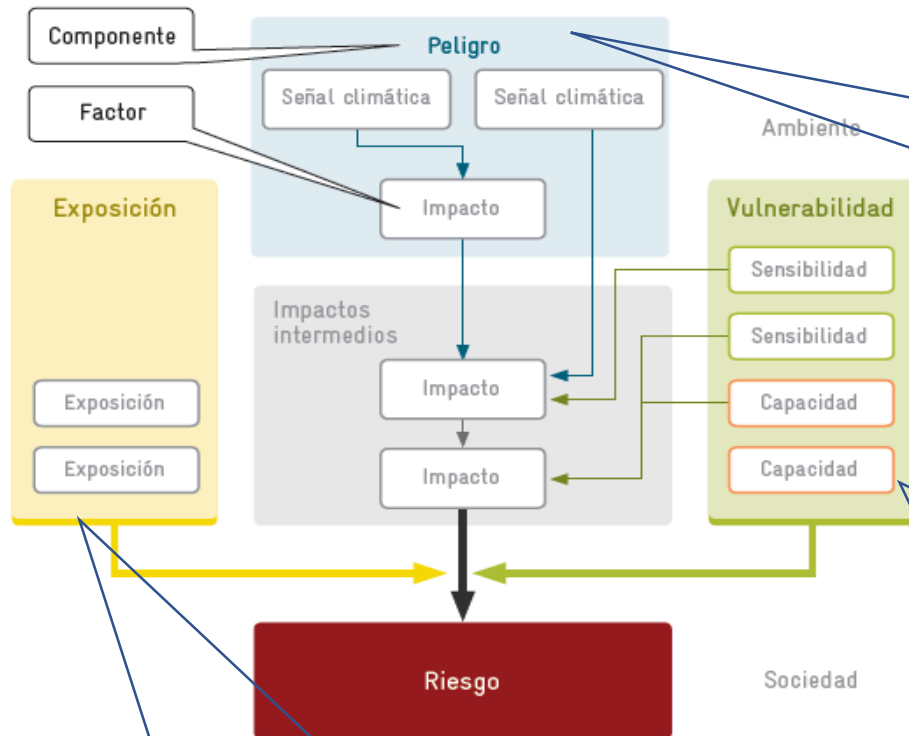 Componente
Peligro
Señal climática
Señal climática
Factor
Ambiente
Impacto
Exposición
Vulnerabilidad
Sensibilidad
Impactos
intermedios
Sensibilidad
Impacto
Exposición
Capacidad
Exposición
Impacto
Capacidad
Riesgo
Sociedad